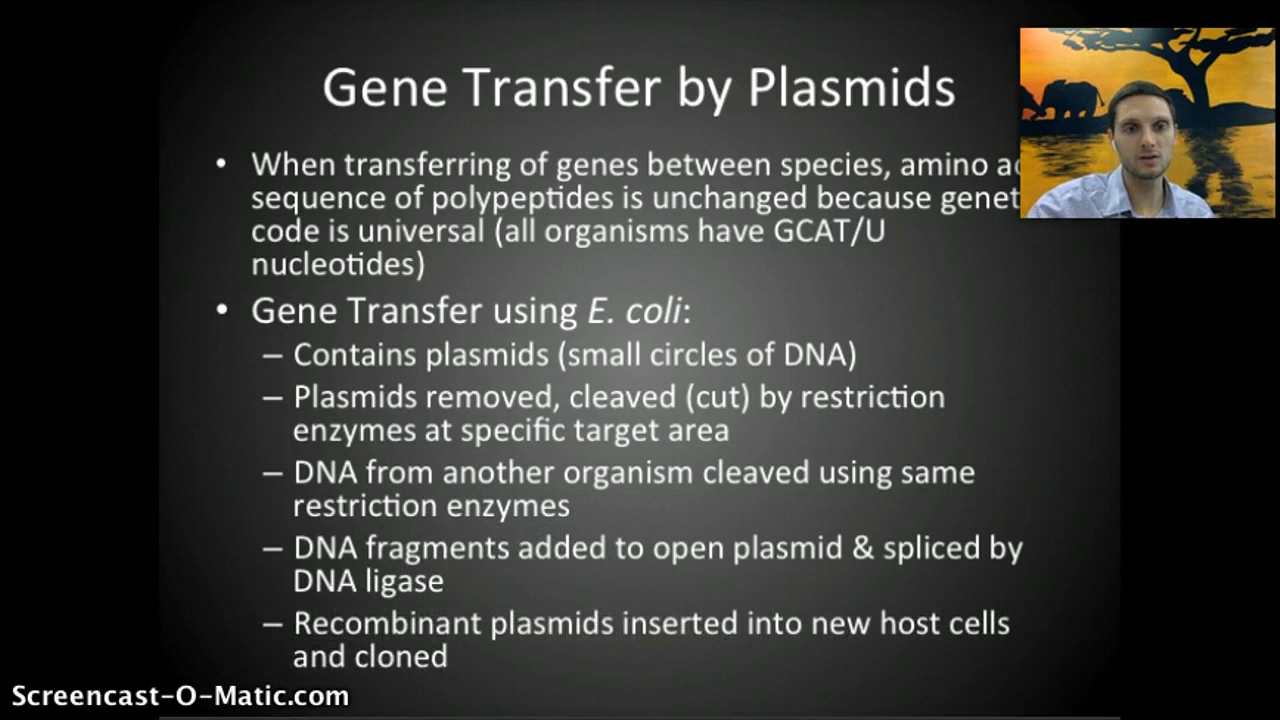 Gene Transfer by Plasmids
• When transferring of genes between species, amino
sequence of polypeptides is unchanged because
code is universal (all organisms have GCAT/U
nucleotides)
• Gene Transfer using E. coli:
– Contains plasmids (small circles of DNA)
– Plasmids removed, cleaved (cut) by restriction
enzymes at specific target area
– DNA from another organism cleaved using same
restriction enzymes
– DNA fragments added to open plasmid & spliced by
DNA ligase
– Recombinant plasmids inserted into new host cells
and cloned
Screencast-O-Matic.com